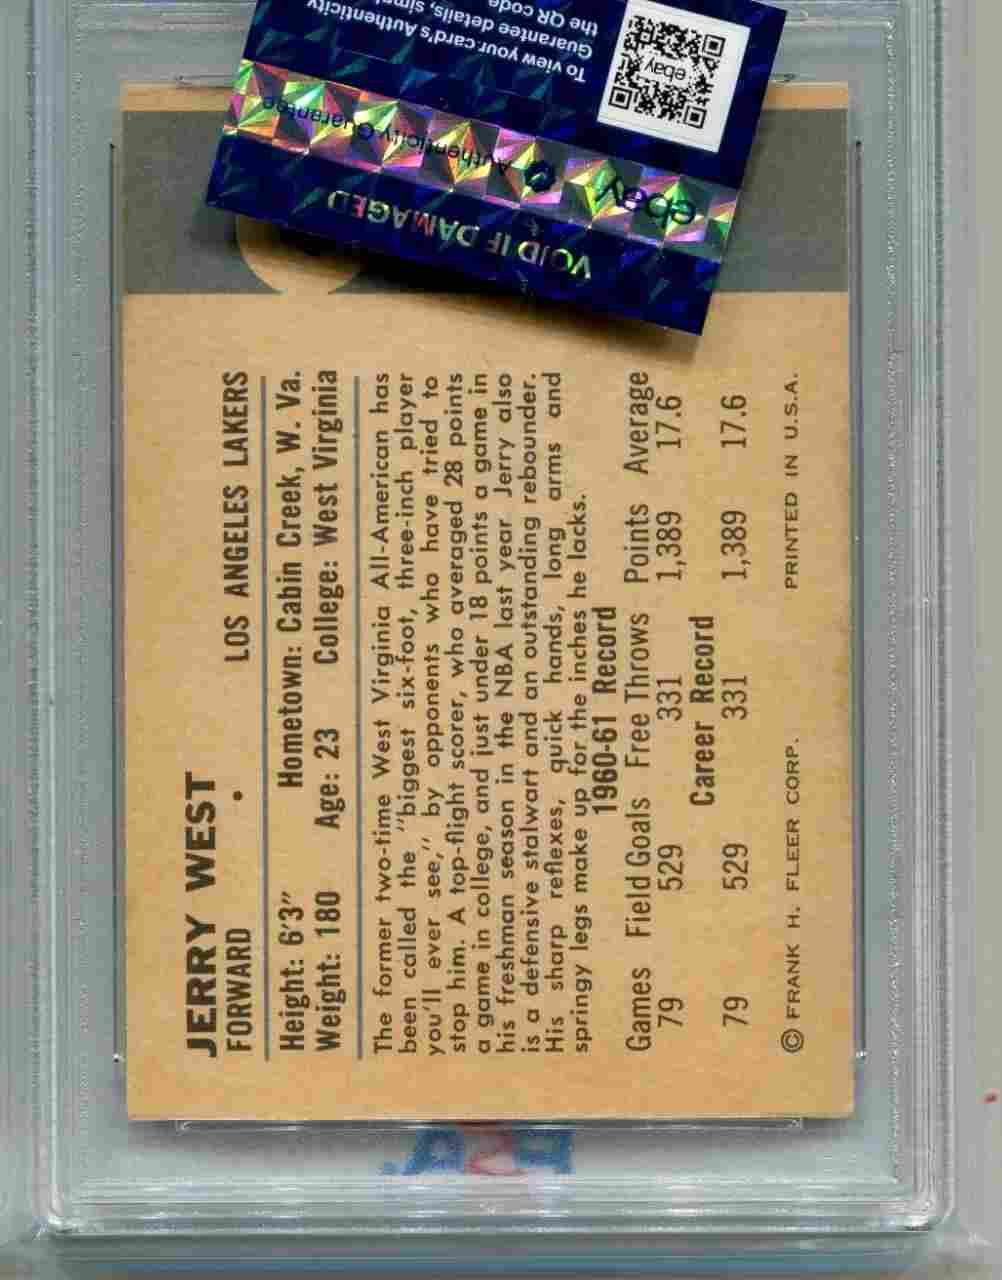 JERRY WEST
FORWARD • LOS ANGELES LAKERS
Height: 6'3" Hometown: Cabin Creek, W. Va.
Weight: 180 Age: 23 College: West Virginia
The former two-time West Virginia All-American has
been called the "biggest six-foot, three-inch player
you'll ever see," by opponents who have tried to
stop him. A top-flight scorer, who averaged 28 points
a game in college, and just under 18 points a game in
his freshman season in the NBA last year Jerry also
is a defensive stalwart and an outstanding rebounder.
His sharp reflexes, quick hands, long arms and
springy legs make up for the inches he lacks.
1960-61 Record
Games Field Goals Free Throws Points Average
79 529 331 1,389 17.6
Career Record
79 529 331 1,389 17.6
© FRANK H. FLEER CORP. PRINTED IN U.S.A.
VOID IF DAMAGED
ebay Authenticity Guarantee
To view your card's Authenticity
Guarantee details,
the QR code
ebay